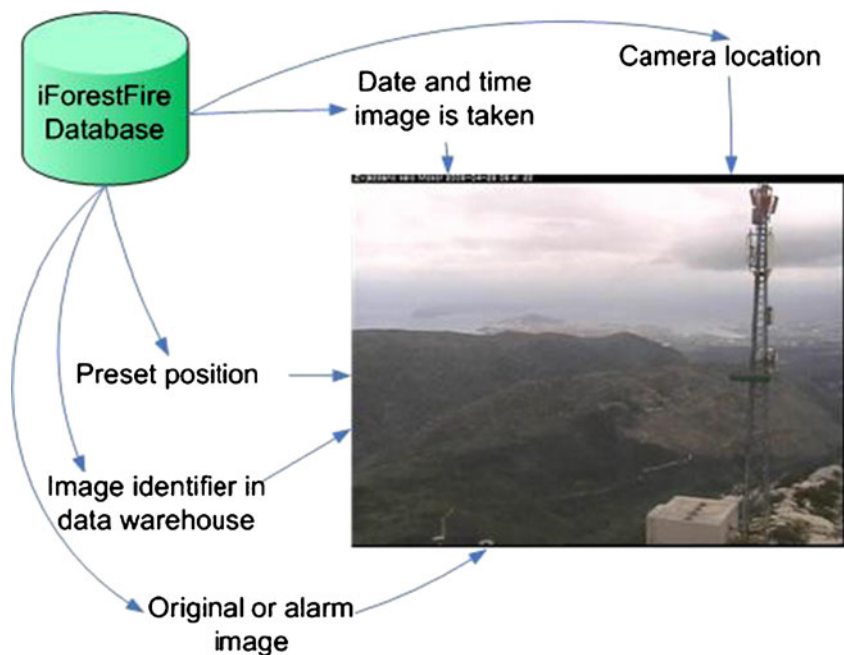 iForestFire
Database
Date and time
image is taken
Camera location
Preset position
Image identifier in
data warehouse
Original or alarm
image